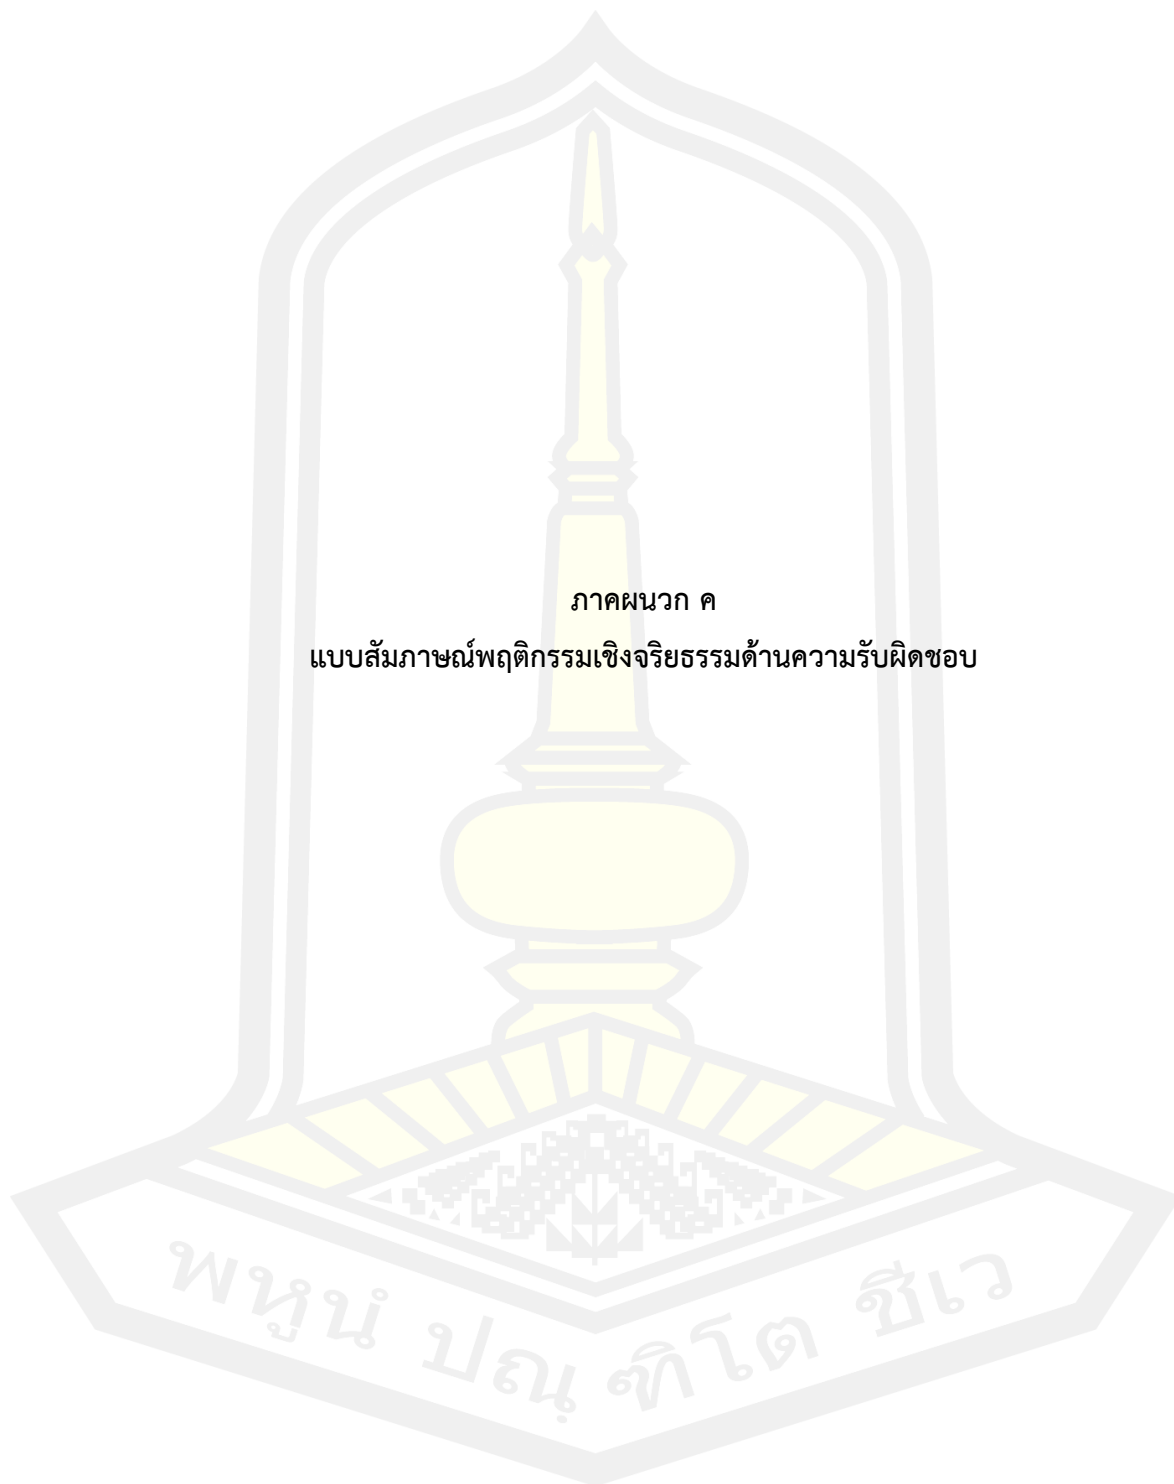 ภาคผนวก ค
แบบสัมภาษณ์พฤติกรรมเชิงจริยธรรมด้านความรับผิดชอบ
พหูนํ ปณฺฑิโต ชีเว